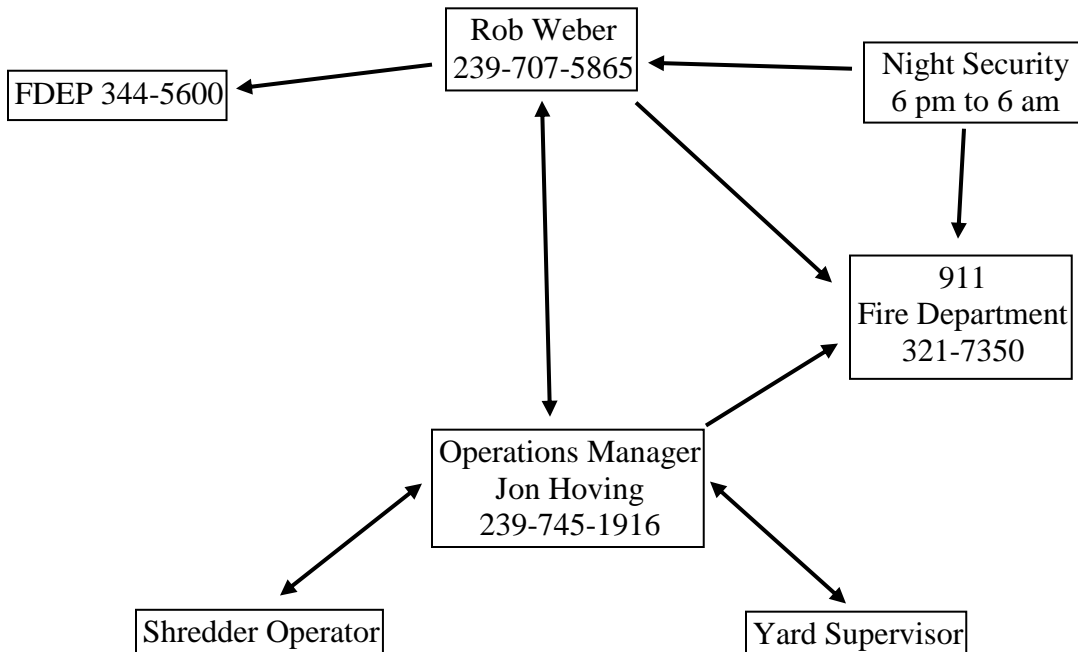 Rob Weber
239-707-5865
FDEP 344-5600
Night Security
6 pm to 6 am
911
Fire Department
321-7350
Operations Manager
Jon Hoving
239-745-1916
Shredder Operator
Yard Supervisor